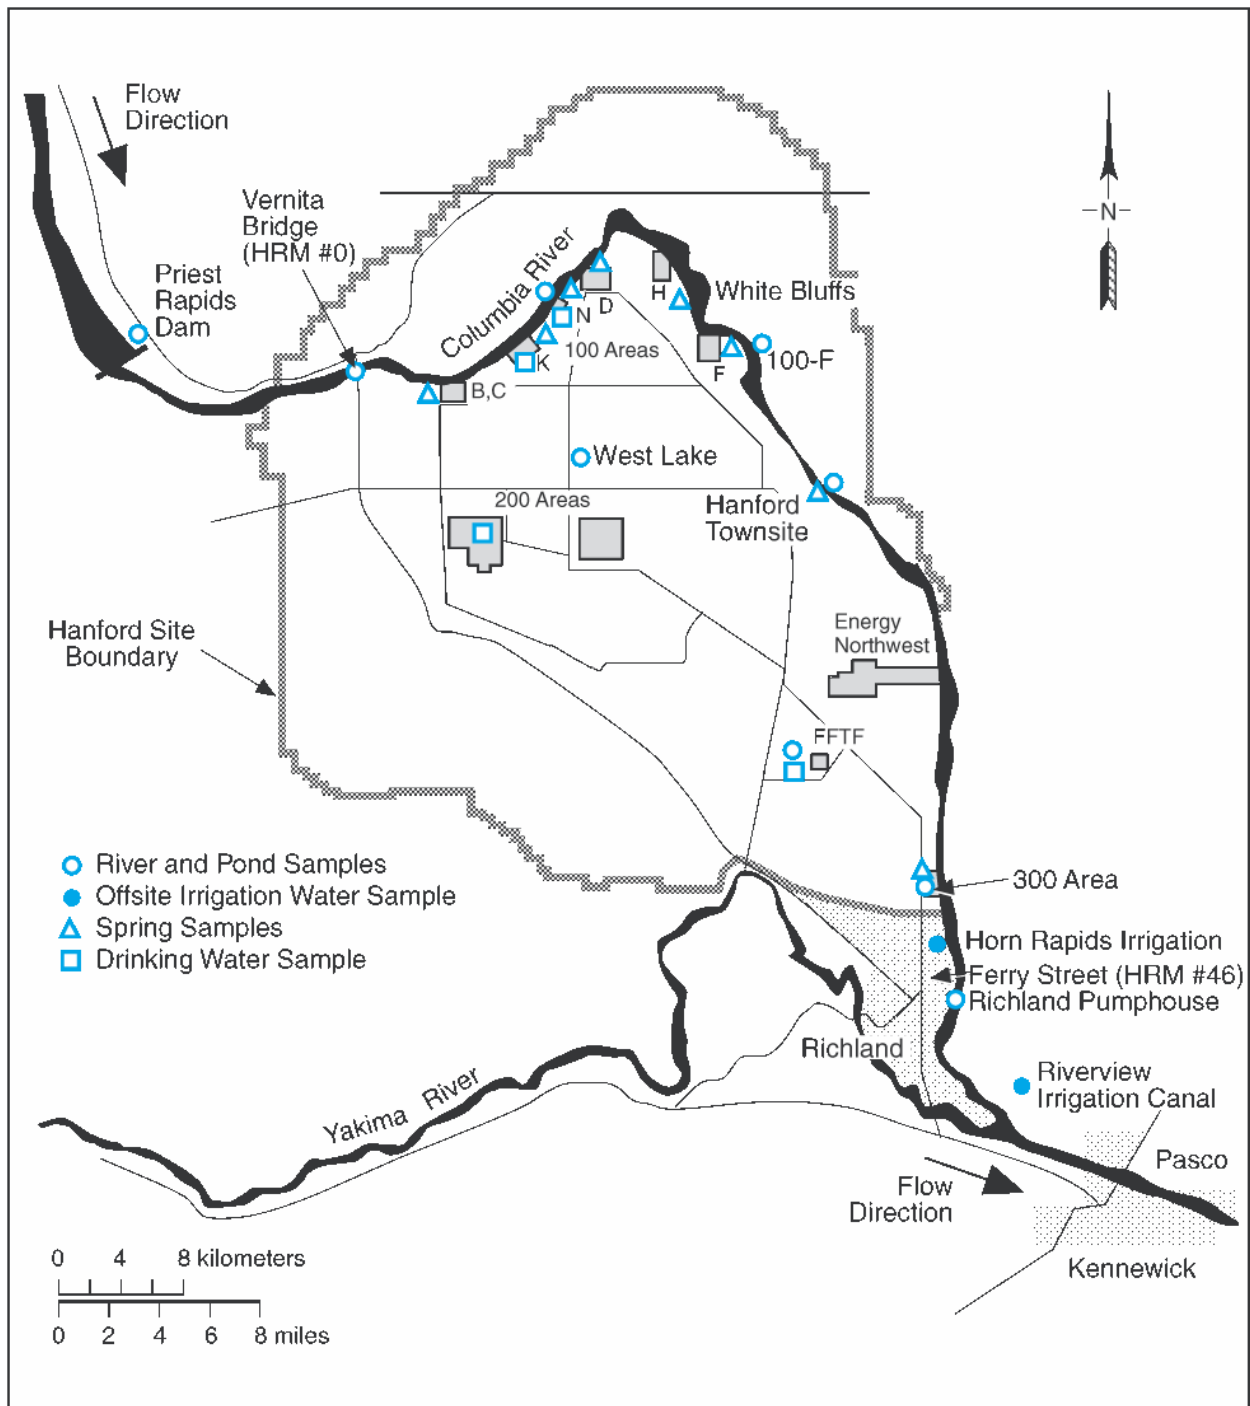 Flow
Direction
Vernita
Bridge
(HRM #0)
N
Priest
Rapids
Dam
Columbia River
D
H
White Bluffs
N
K
100 Areas
F
100-F
B,C
West Lake
200 Areas
Hanford
Townsite
Hanford Site
Boundary
Energy
Northwest
FFTF
River and Pond Samples
Offsite Irrigation Water Sample
Spring Samples
Drinking Water Sample
300 Area
Horn Rapids Irrigation
Ferry Street (HRM #46)
Richland Pumphouse
Richland
Riverview
Irrigation Canal
Yakima River
Pasco
Flow
Direction
Kennewick
0 4 8 kilometers
0 2 4 6 8 miles